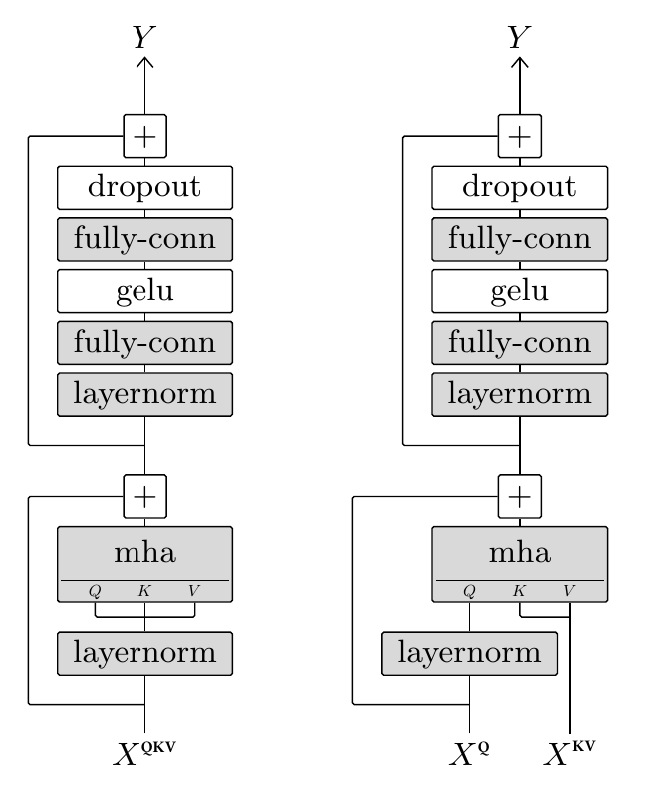 Y
+
dropout
fully-conn
gelu
fully-conn
layernorm
+
mha
Q K V
layernorm
X^QKV
Y
+
dropout
fully-conn
gelu
fully-conn
layernorm
+
mha
Q K V
layernorm
X^Q X^KV